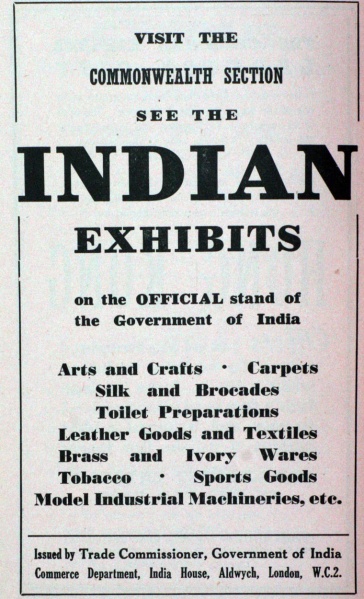 VISIT THE
COMMONWEALTH SECTION
SEE THE
INDIAN
EXHIBITS
on the OFFICIAL stand of
the Government of India
Arts and Crafts · Carpets
Silk and Brocades
Toilet Preparations
Leather Goods and Textiles
Brass and Ivory Wares
Tobacco · Sports Goods
Model Industrial Machineries, etc.
Issued by Trade Commissioner, Government of India
Commerce Department, India House, Aldwych, London, W.C.2.